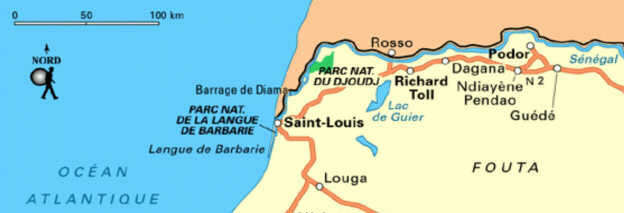 0 50 100 km
NORD
Rosso
Podor
Sénégal
PARC NAT.
DU DJOUDJ
Dagana
Richard
Toll
N 2
Ndiayène
Pendao
Guédé
Barrage de Diama
Lac
de Guier
PARC NAT.
DE LA LANGUE
DE BARBARIE
Saint-Louis
Langue de Barbarie
OCÉAN
ATLANTIQUE
FOUTA
Louga